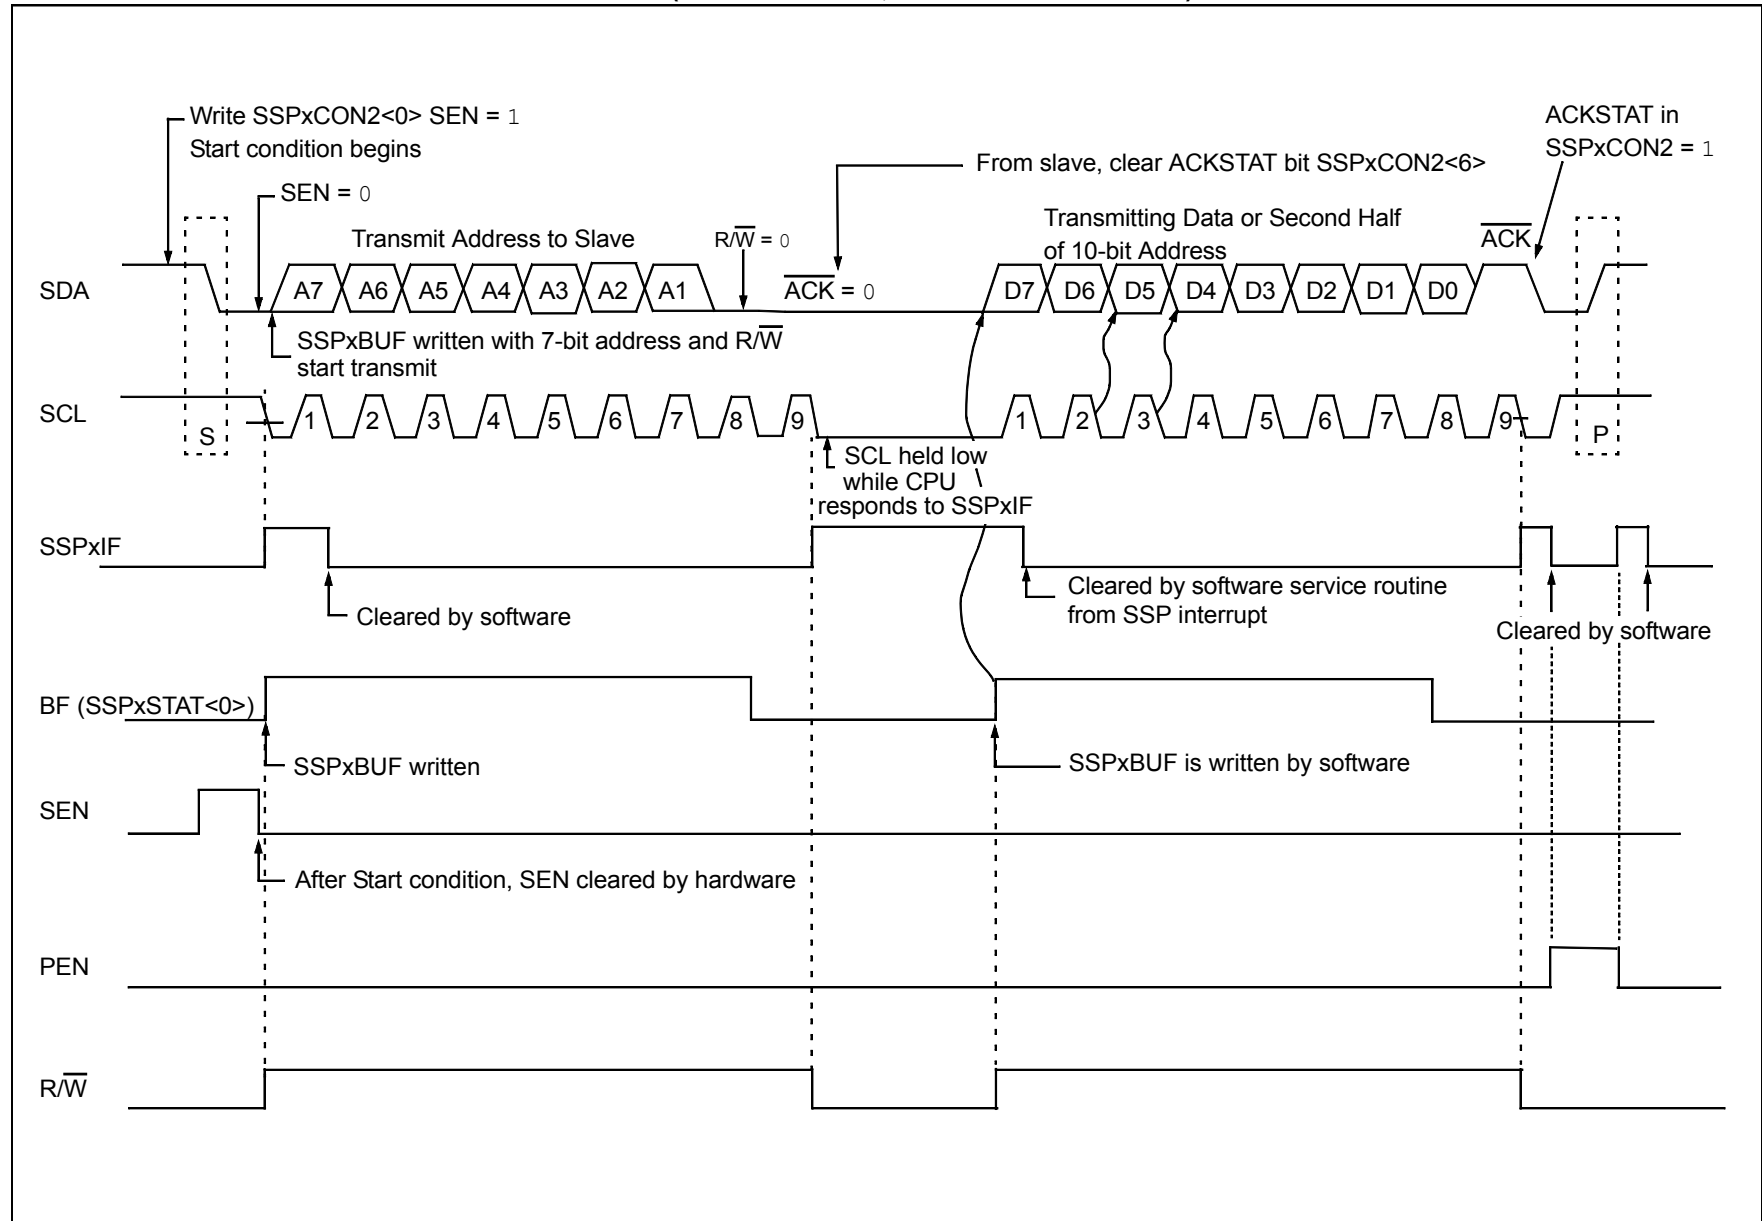 Write SSPxCON2<0> SEN = 1
Start condition begins
ACKSTAT in
SSPxCON2 = 1
From slave, clear ACKSTAT bit SSPxCON2<6>
SEN = 0
Transmitting Data or Second Half
of 10-bit Address
Transmit Address to Slave
R/W̅ = 0
A̅C̅K̅
SDA
A7 A6 A5 A4 A3 A2 A1
A̅C̅K̅ = 0
D7 D6 D5 D4 D3 D2 D1 D0
SSPxBUF written with 7-bit address and R/W̅
start transmit
SCL
S
1 2 3 4 5 6 7 8 9
1 2 3 4 5 6 7 8 9
P
SCL held low
while CPU
responds to SSPxIF
SSPxIF
Cleared by software
Cleared by software service routine
from SSP interrupt
Cleared by software
BF (SSPxSTAT<0>)
SSPxBUF written
SSPxBUF is written by software
SEN
After Start condition, SEN cleared by hardware
PEN
R/W̅